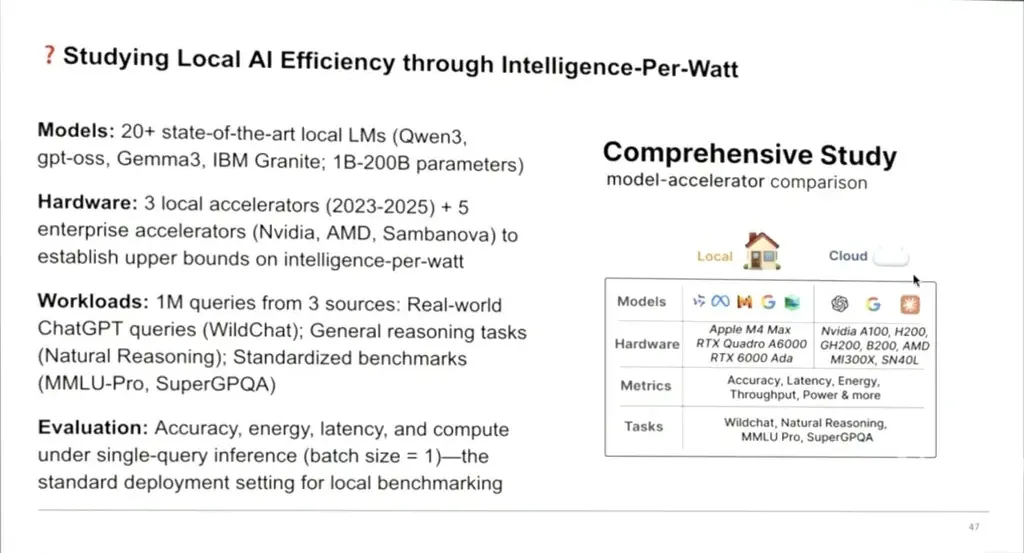 ? Studying Local AI Efficiency through Intelligence-Per-Watt
Models: 20+ state-of-the-art local LMs (Qwen3,
gpt-oss, Gemma3, IBM Granite; 1B-200B parameters)
Hardware: 3 local accelerators (2023-2025) + 5
enterprise accelerators (Nvidia, AMD, Sambanova) to
establish upper bounds on intelligence-per-watt
Workloads: 1M queries from 3 sources: Real-world
ChatGPT queries (WildChat); General reasoning tasks
(Natural Reasoning); Standardized benchmarks
(MMLU-Pro, SuperGPQA)
Evaluation: Accuracy, energy, latency, and compute
under single-query inference (batch size = 1)—the
standard deployment setting for local benchmarking
Comprehensive Study
model-accelerator comparison
Local
Cloud
Models
Hardware
Apple M4 Max
RTX Quadro A6000
RTX 6000 Ada
Nvidia A100, H200,
GH200, B200, AMD
MI300X, SN40L
Metrics
Accuracy, Latency, Energy,
Throughput, Power & more
Tasks
Wildchat, Natural Reasoning,
MMLU Pro, SuperGPQA
47